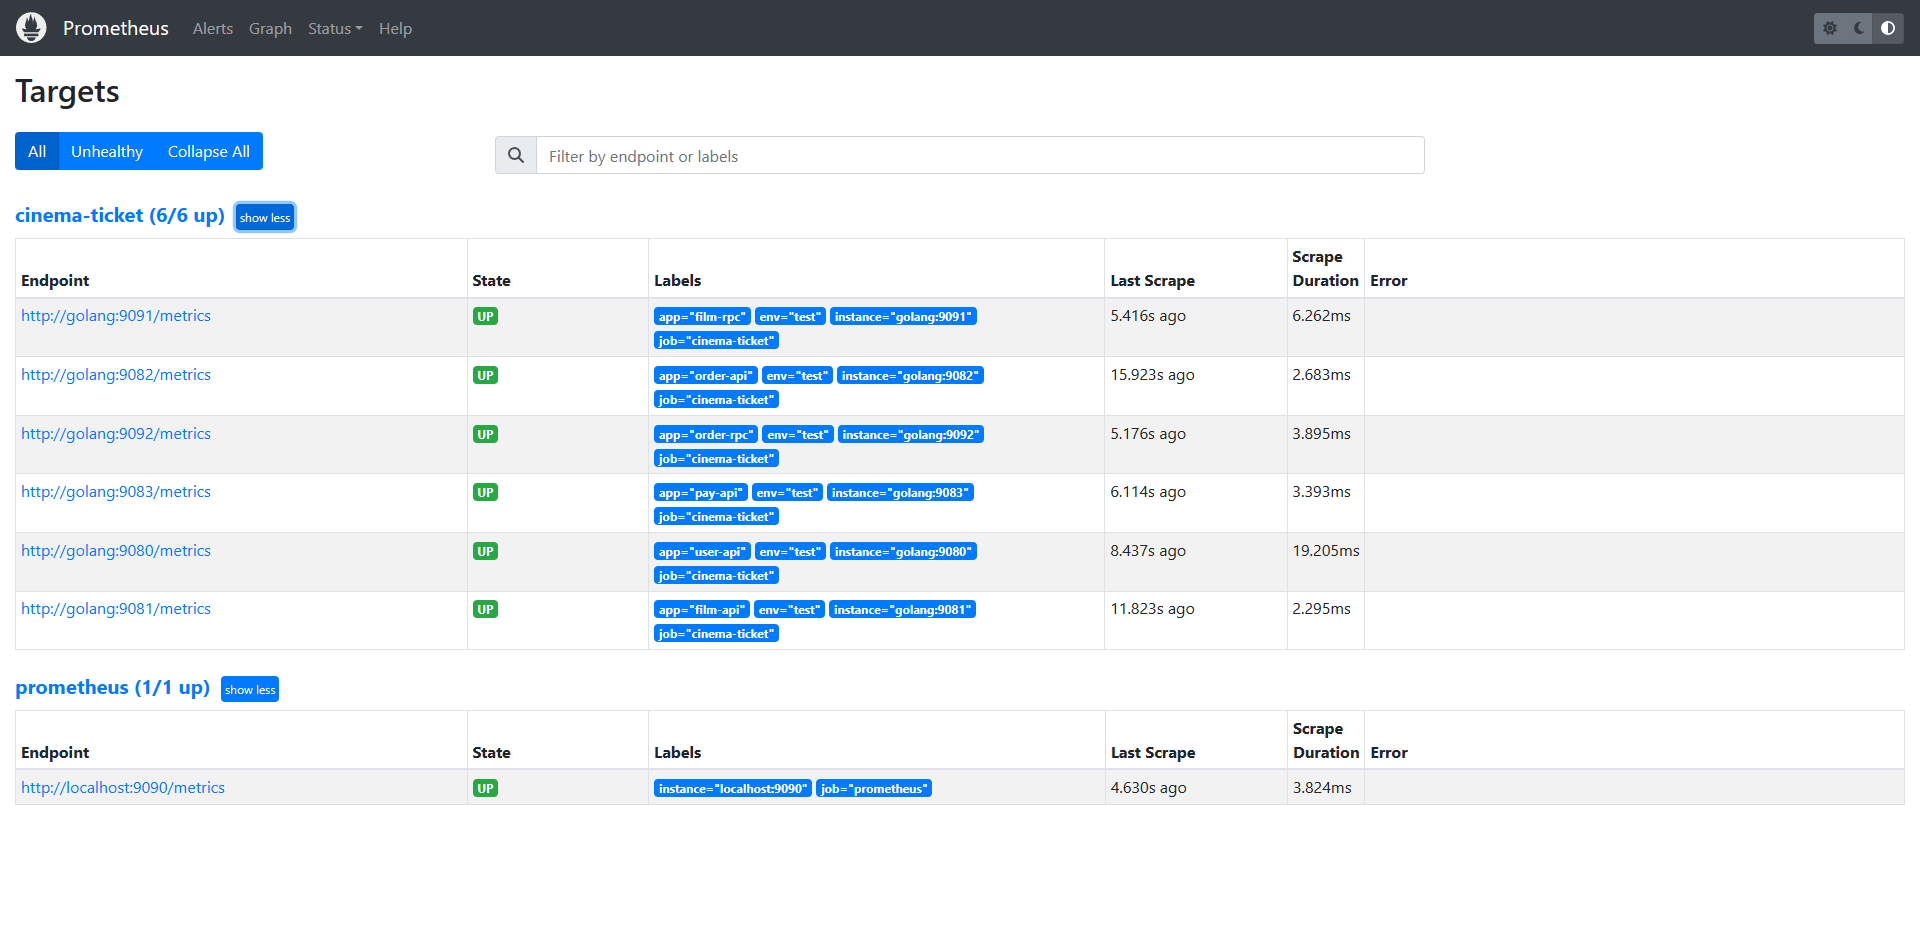 Prometheus Alerts Graph Status Help
Targets
All Unhealthy Collapse All
Filter by endpoint or labels
cinema-ticket (6/6 up) show less
Endpoint State Labels Last Scrape Scrape Duration Error
http://golang:9091/metrics UP app="film-rpc" env="test" instance="golang:9091" 5.416s ago 6.262ms
job="cinema-ticket"
http://golang:9082/metrics UP app="order-api" env="test" instance="golang:9082" 15.923s ago 2.683ms
job="cinema-ticket"
http://golang:9092/metrics UP app="order-rpc" env="test" instance="golang:9092" 5.176s ago 3.895ms
job="cinema-ticket"
http://golang:9083/metrics UP app="pay-api" env="test" instance="golang:9083" 6.114s ago 3.393ms
job="cinema-ticket"
http://golang:9080/metrics UP app="user-api" env="test" instance="golang:9080" 8.437s ago 19.205ms
job="cinema-ticket"
http://golang:9081/metrics UP app="film-api" env="test" instance="golang:9081" 11.823s ago 2.295ms
job="cinema-ticket"
prometheus (1/1 up) show less
Endpoint State Labels Last Scrape Scrape Duration Error
http://localhost:9090/metrics UP instance="localhost:9090" job="prometheus" 4.630s ago 3.824ms